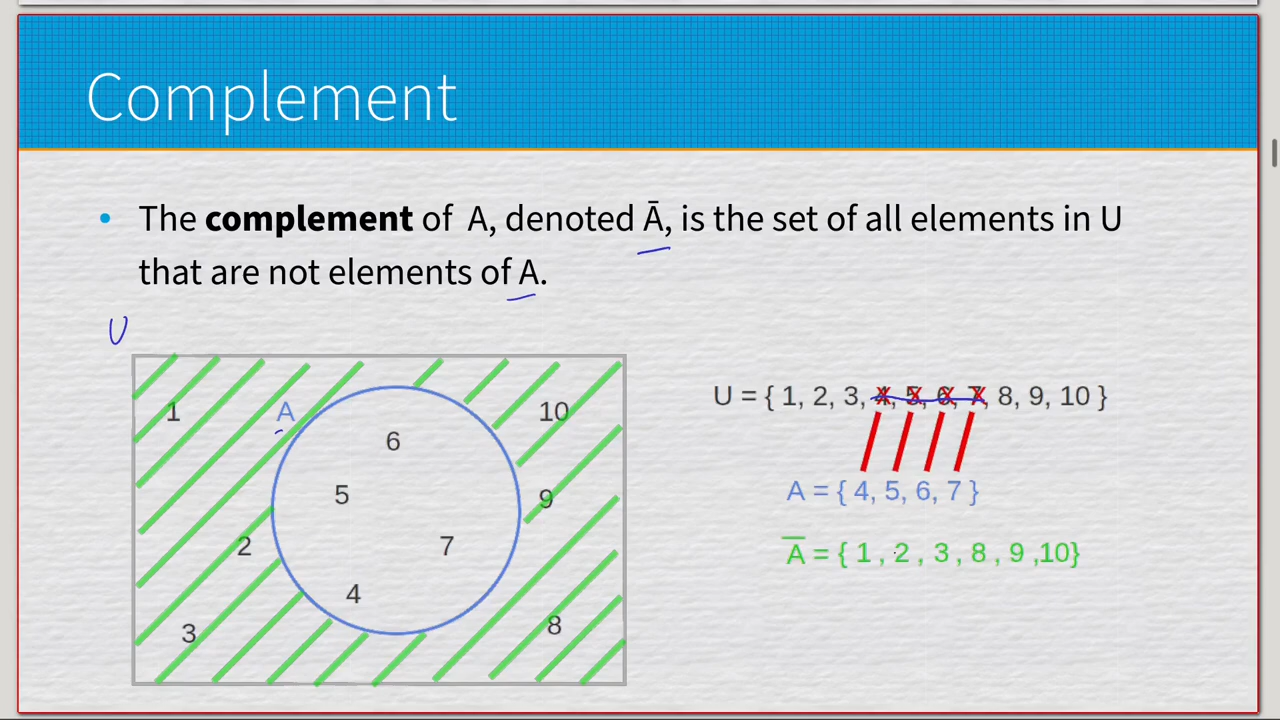 Complement
• The complement of A, denoted Ā, is the set of all elements in U
that are not elements of A.
U
1
A
10
6
5
9
2
7
4
3
8
U = { 1, 2, 3, 4, 5, 6, 7, 8, 9, 10 }
A = { 4, 5, 6, 7 }
A̅ = { 1 , 2 , 3 , 8 , 9 ,10}